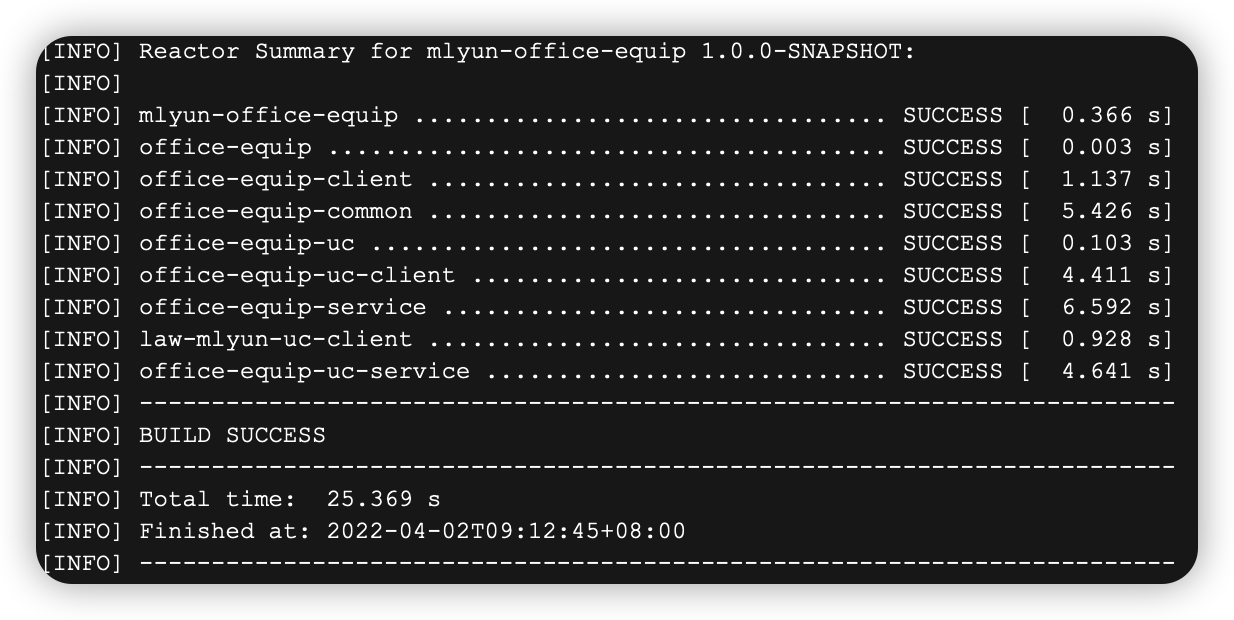 [INFO] Reactor Summary for mlyun-office-equip 1.0.0-SNAPSHOT:
[INFO]
[INFO] mlyun-office-equip ................................. SUCCESS [  0.366 s]
[INFO] office-equip ....................................... SUCCESS [  0.003 s]
[INFO] office-equip-client ................................ SUCCESS [  1.137 s]
[INFO] office-equip-common ................................ SUCCESS [  5.426 s]
[INFO] office-equip-uc .................................... SUCCESS [  0.103 s]
[INFO] office-equip-uc-client ............................. SUCCESS [  4.411 s]
[INFO] office-equip-service ............................... SUCCESS [  6.592 s]
[INFO] law-mlyun-uc-client ................................ SUCCESS [  0.928 s]
[INFO] office-equip-uc-service ............................ SUCCESS [  4.641 s]
[INFO] ------------------------------------------------------------------------
[INFO] BUILD SUCCESS
[INFO] ------------------------------------------------------------------------
[INFO] Total time:  25.369 s
[INFO] Finished at: 2022-04-02T09:12:45+08:00
[INFO] ------------------------------------------------------------------------